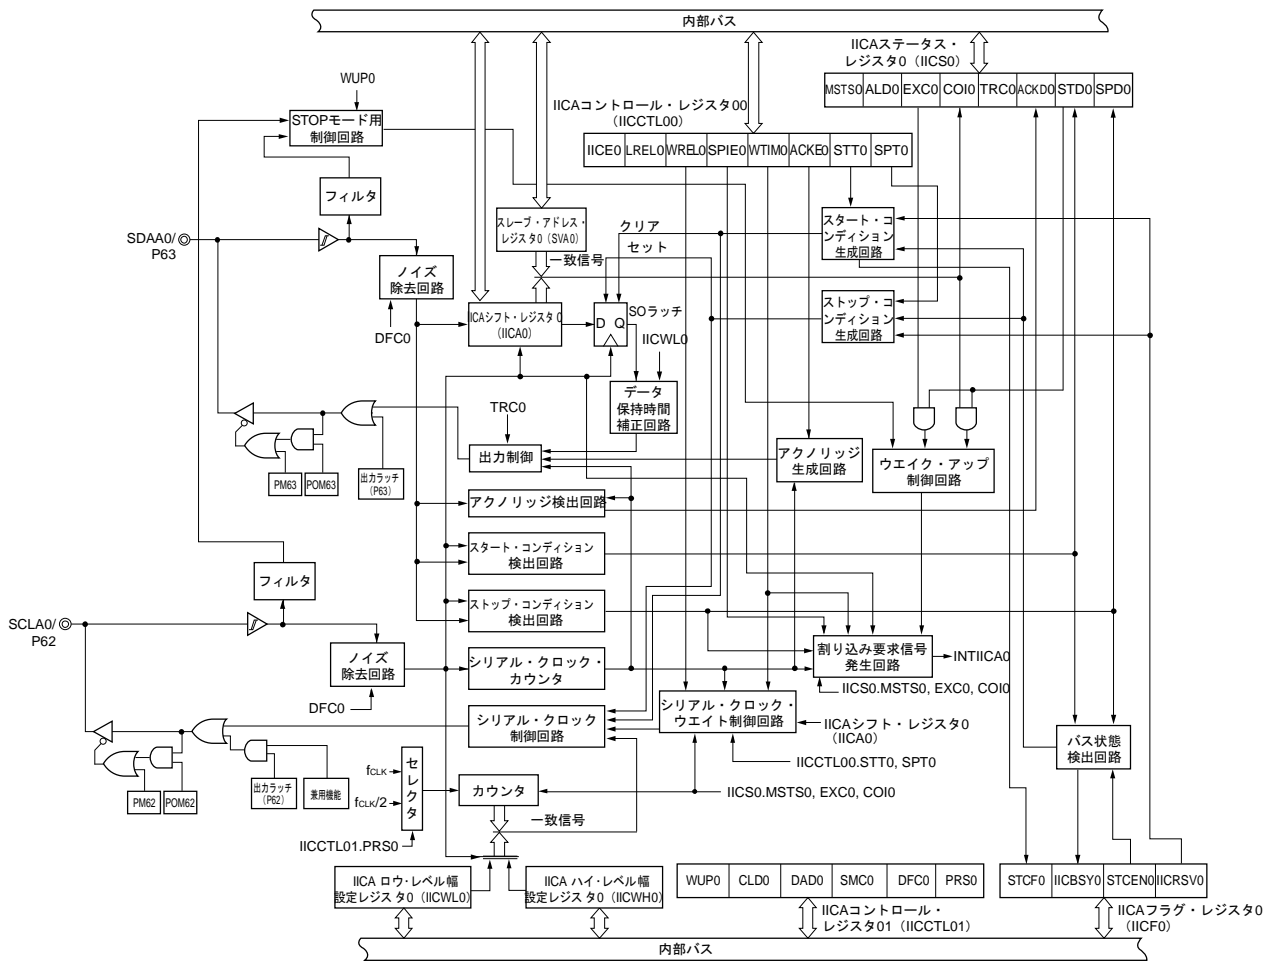 内部バス
IICAステータス・
レジスタ0（IICS0）
MSTS0 ALD0 EXC0 COI0 TRC0 ACKD0 STD0 SPD0
WUP0
STOPモード用
制御回路
IICAコントロール・レジスタ00
（IICCTL00）
IICE0 LREL0 WREL0 SPIE0 WTIM0 ACKE0 STT0 SPT0
フィルタ
SDAA0/
P63
スレーブ・アドレス・
レジスタ0（SVA0）
クリア
セット
スタート・コ
ンディション
生成回路
一致信号
ノイズ
除去回路
DFC0
IICAシフト・レジスタ0
（IICA0）
D Q
SOラッチ
IICWL0
ストップ・コ
ンディション
生成回路
データ
保持時間
補正回路
TRC0
出力制御
アクノリッジ
生成回路
ウエイク・アップ
制御回路
PM63
POM63
出力ラッチ
（P63）
アクノリッジ検出回路
スタート・コンディション
検出回路
フィルタ
ストップ・コンディション
検出回路
SCLA0/
P62
ノイズ
除去回路
DFC0
シリアル・クロック・
カウンタ
割り込み要求信号
発生回路
INTIICA0
IICS0.MSTS0, EXC0, COI0
シリアル・クロック
制御回路
シリアル・クロック・
ウエイト制御回路
IICAシフト・レジスタ0
（IICA0）
IICCTL00.STT0, SPT0
バス状態
検出回路
PM62
POM62
出力ラッチ
（P62）
兼用機能
fCLK
fCLK/2
セレクタ
IICCTL01.PRS0
カウンタ
IICS0.MSTS0, EXC0, COI0
一致信号
IICA ロウ・レベル幅
設定レジスタ0（IICWL0）
IICA ハイ・レベル幅
設定レジスタ0（IICWH0）
WUP0 CLD0 DAD0 SMC0 DFC0 PRS0
IICAコントロール・
レジスタ01（IICCTL01）
STCF0 IICBSY0 STCEN0 IICRSV0
IICAフラグ・レジスタ0
（IICF0）
内部バス